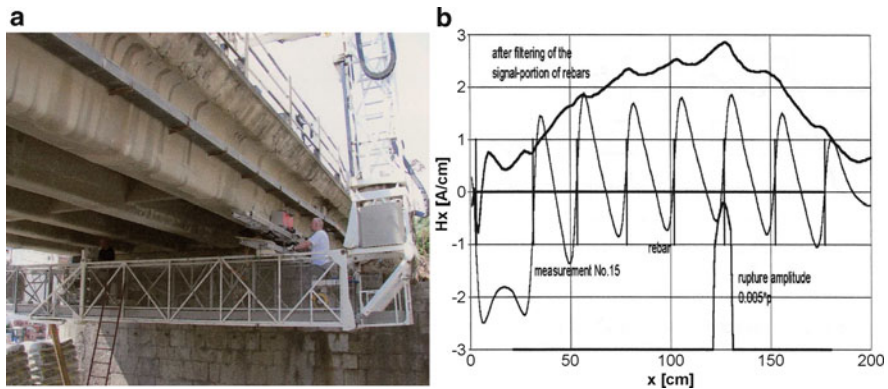 a
b
after filtering of the
signal-portion of rebars
Hx [A/cm]
3
2
1
0
-1
-2
-3
measurement No.15
rebar
rupture amplitude
0.005*p
0 50 100 150 200
x [cm]